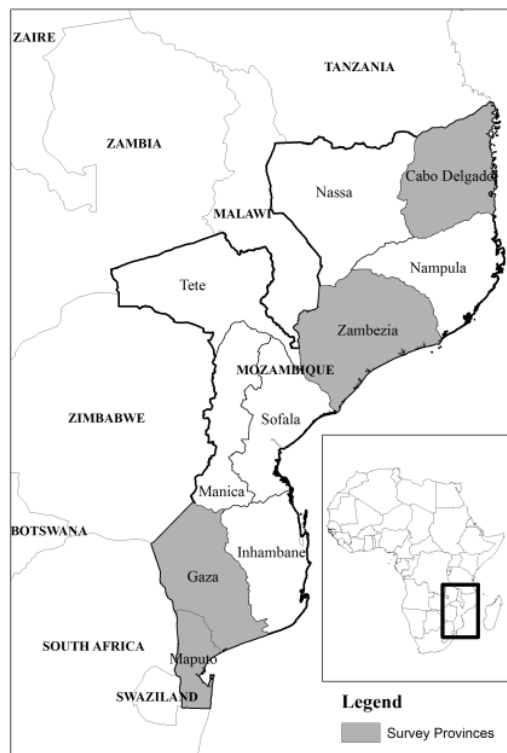 ZAIRE
TANZANIA
ZAMBIA
Cabo Delgado
Nassa
MALAWI
Nampula
Tete
Zambezia
MOZAMBIQUE
Sofala
ZIMBABWE
Manica
BOTSWANA
Inhambane
Gaza
SOUTH AFRICA
Maputo
SWAZILAND
Legend
Survey Provinces